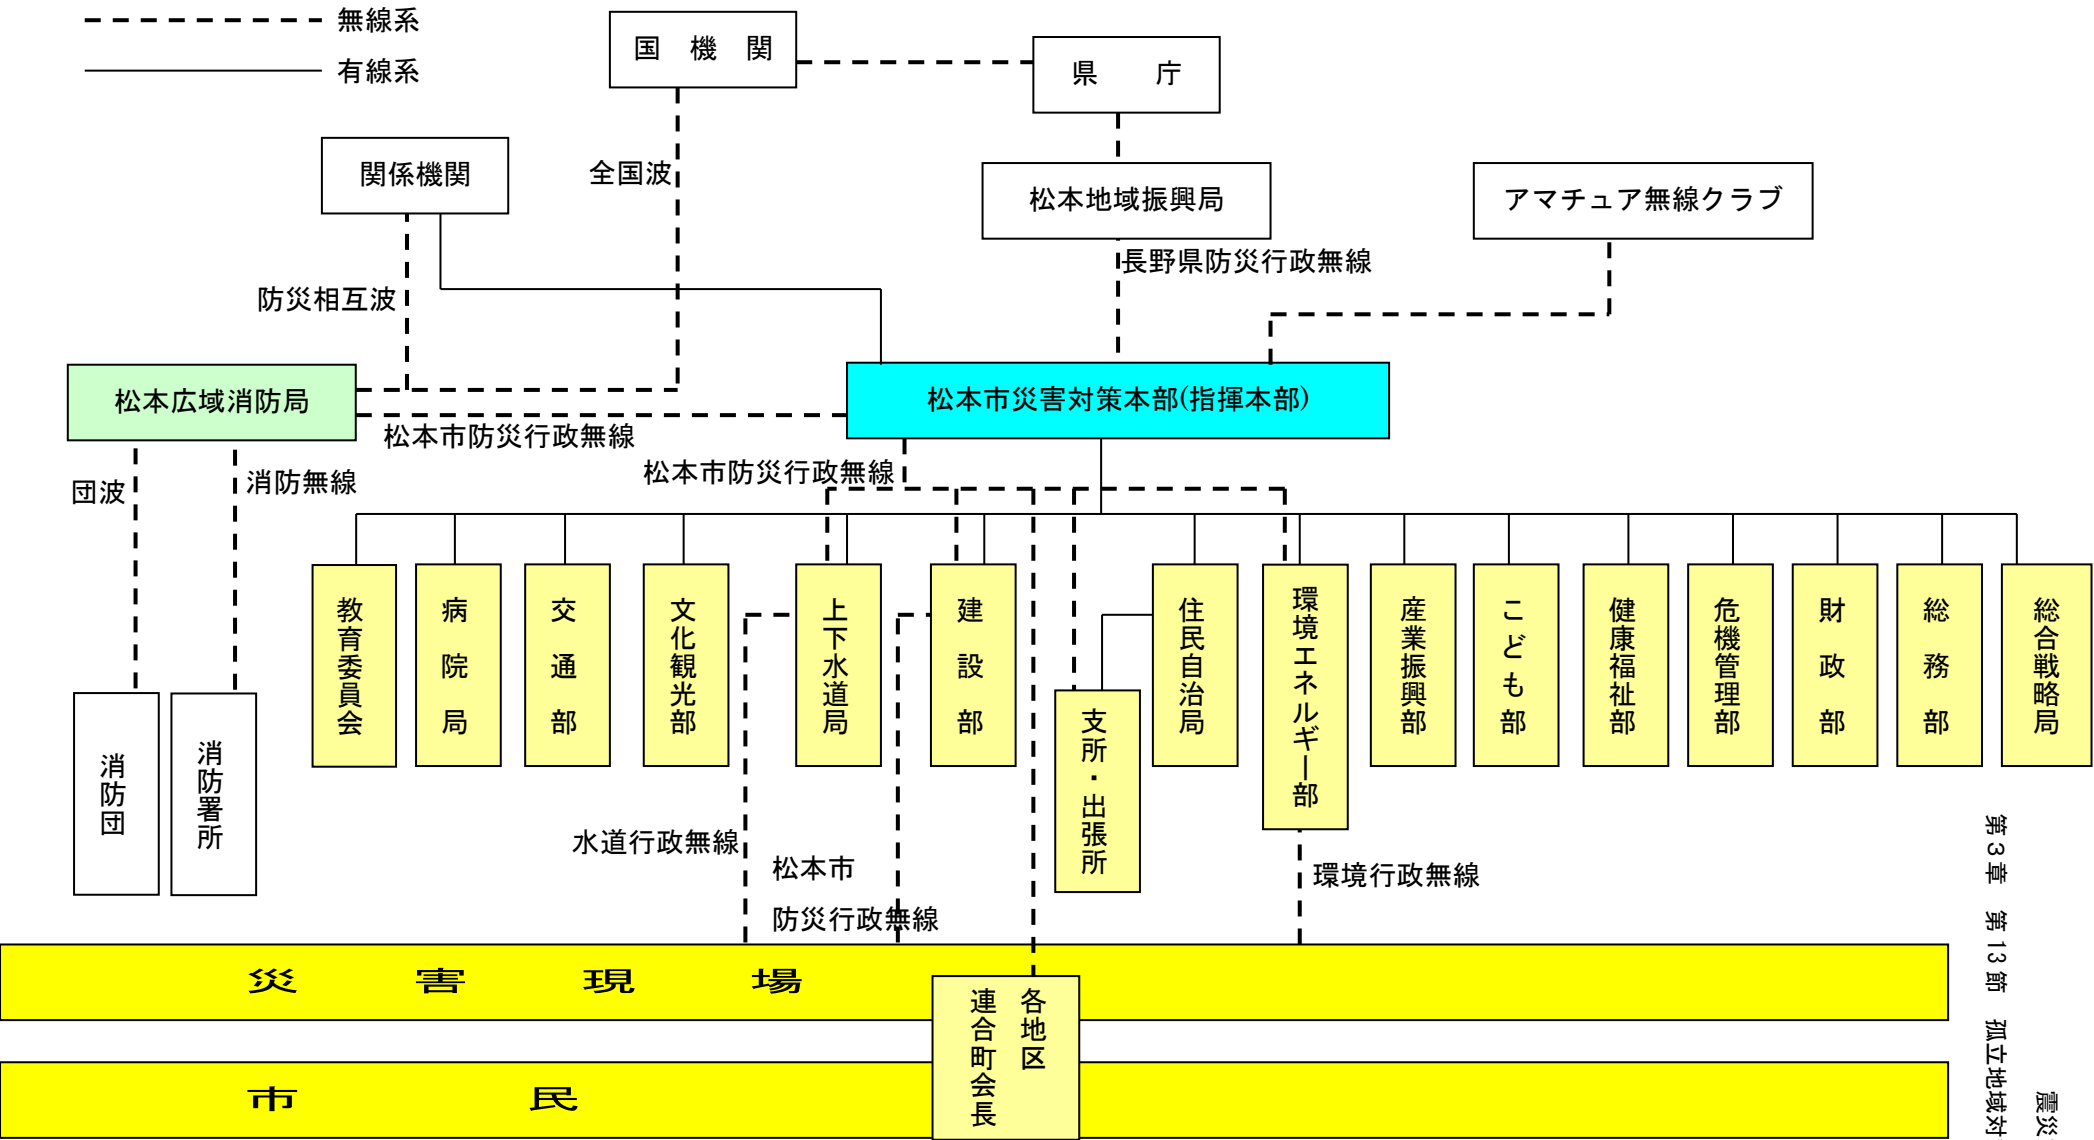 無線系
有線系
国　機　関
県　　庁
関係機関
全国波
松本地域振興局
アマチュア無線クラブ
長野県防災行政無線
防災相互波
松本広域消防局
松本市災害対策本部(指揮本部)
松本市防災行政無線
松本市防災行政無線
団波
消防無線
教育委員会
病院局
交通部
文化観光部
上下水道局
建設部
住民自治局
環境エネルギー部
産業振興部
こども部
健康福祉部
危機管理部
財政部
総務部
総合戦略局
支所・出張所
消防団
消防署所
水道行政無線
松本市
防災行政無線
環境行政無線
災　害　現　場
各地区
連合町会長
市　　民
震災
第3章　第13節　孤立地域対